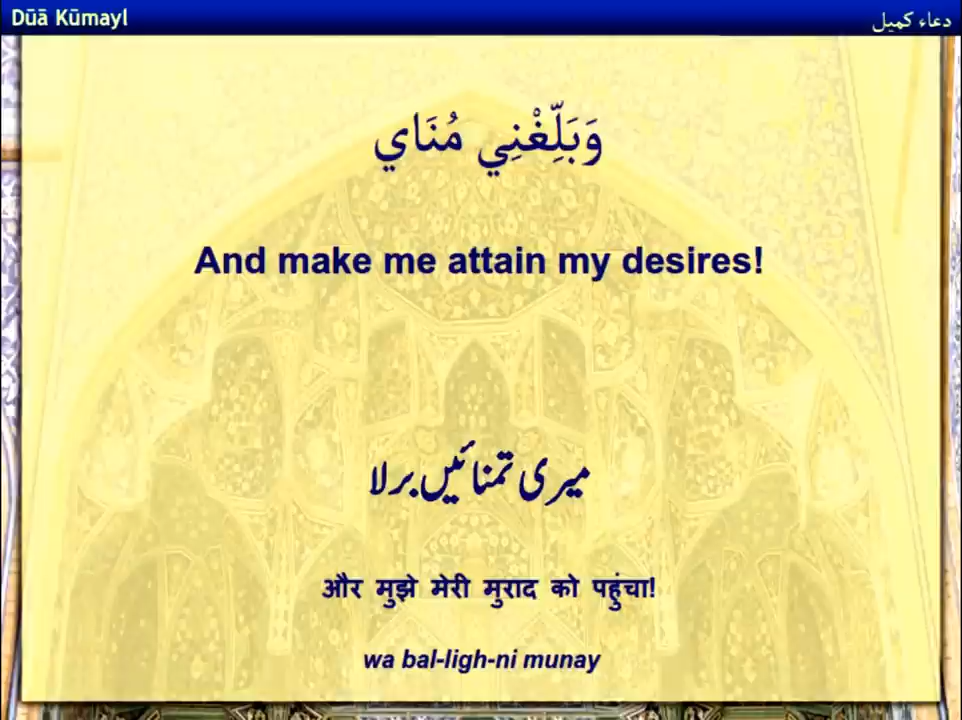 Dūā Kūmayl
دعاء كميل
وَبَلِّغْنِي مُنَاي
And make me attain my desires!
میری تمنائیں برلا
और मुझे मेरी मुराद को पहुंचा!
wa bal-ligh-ni munay